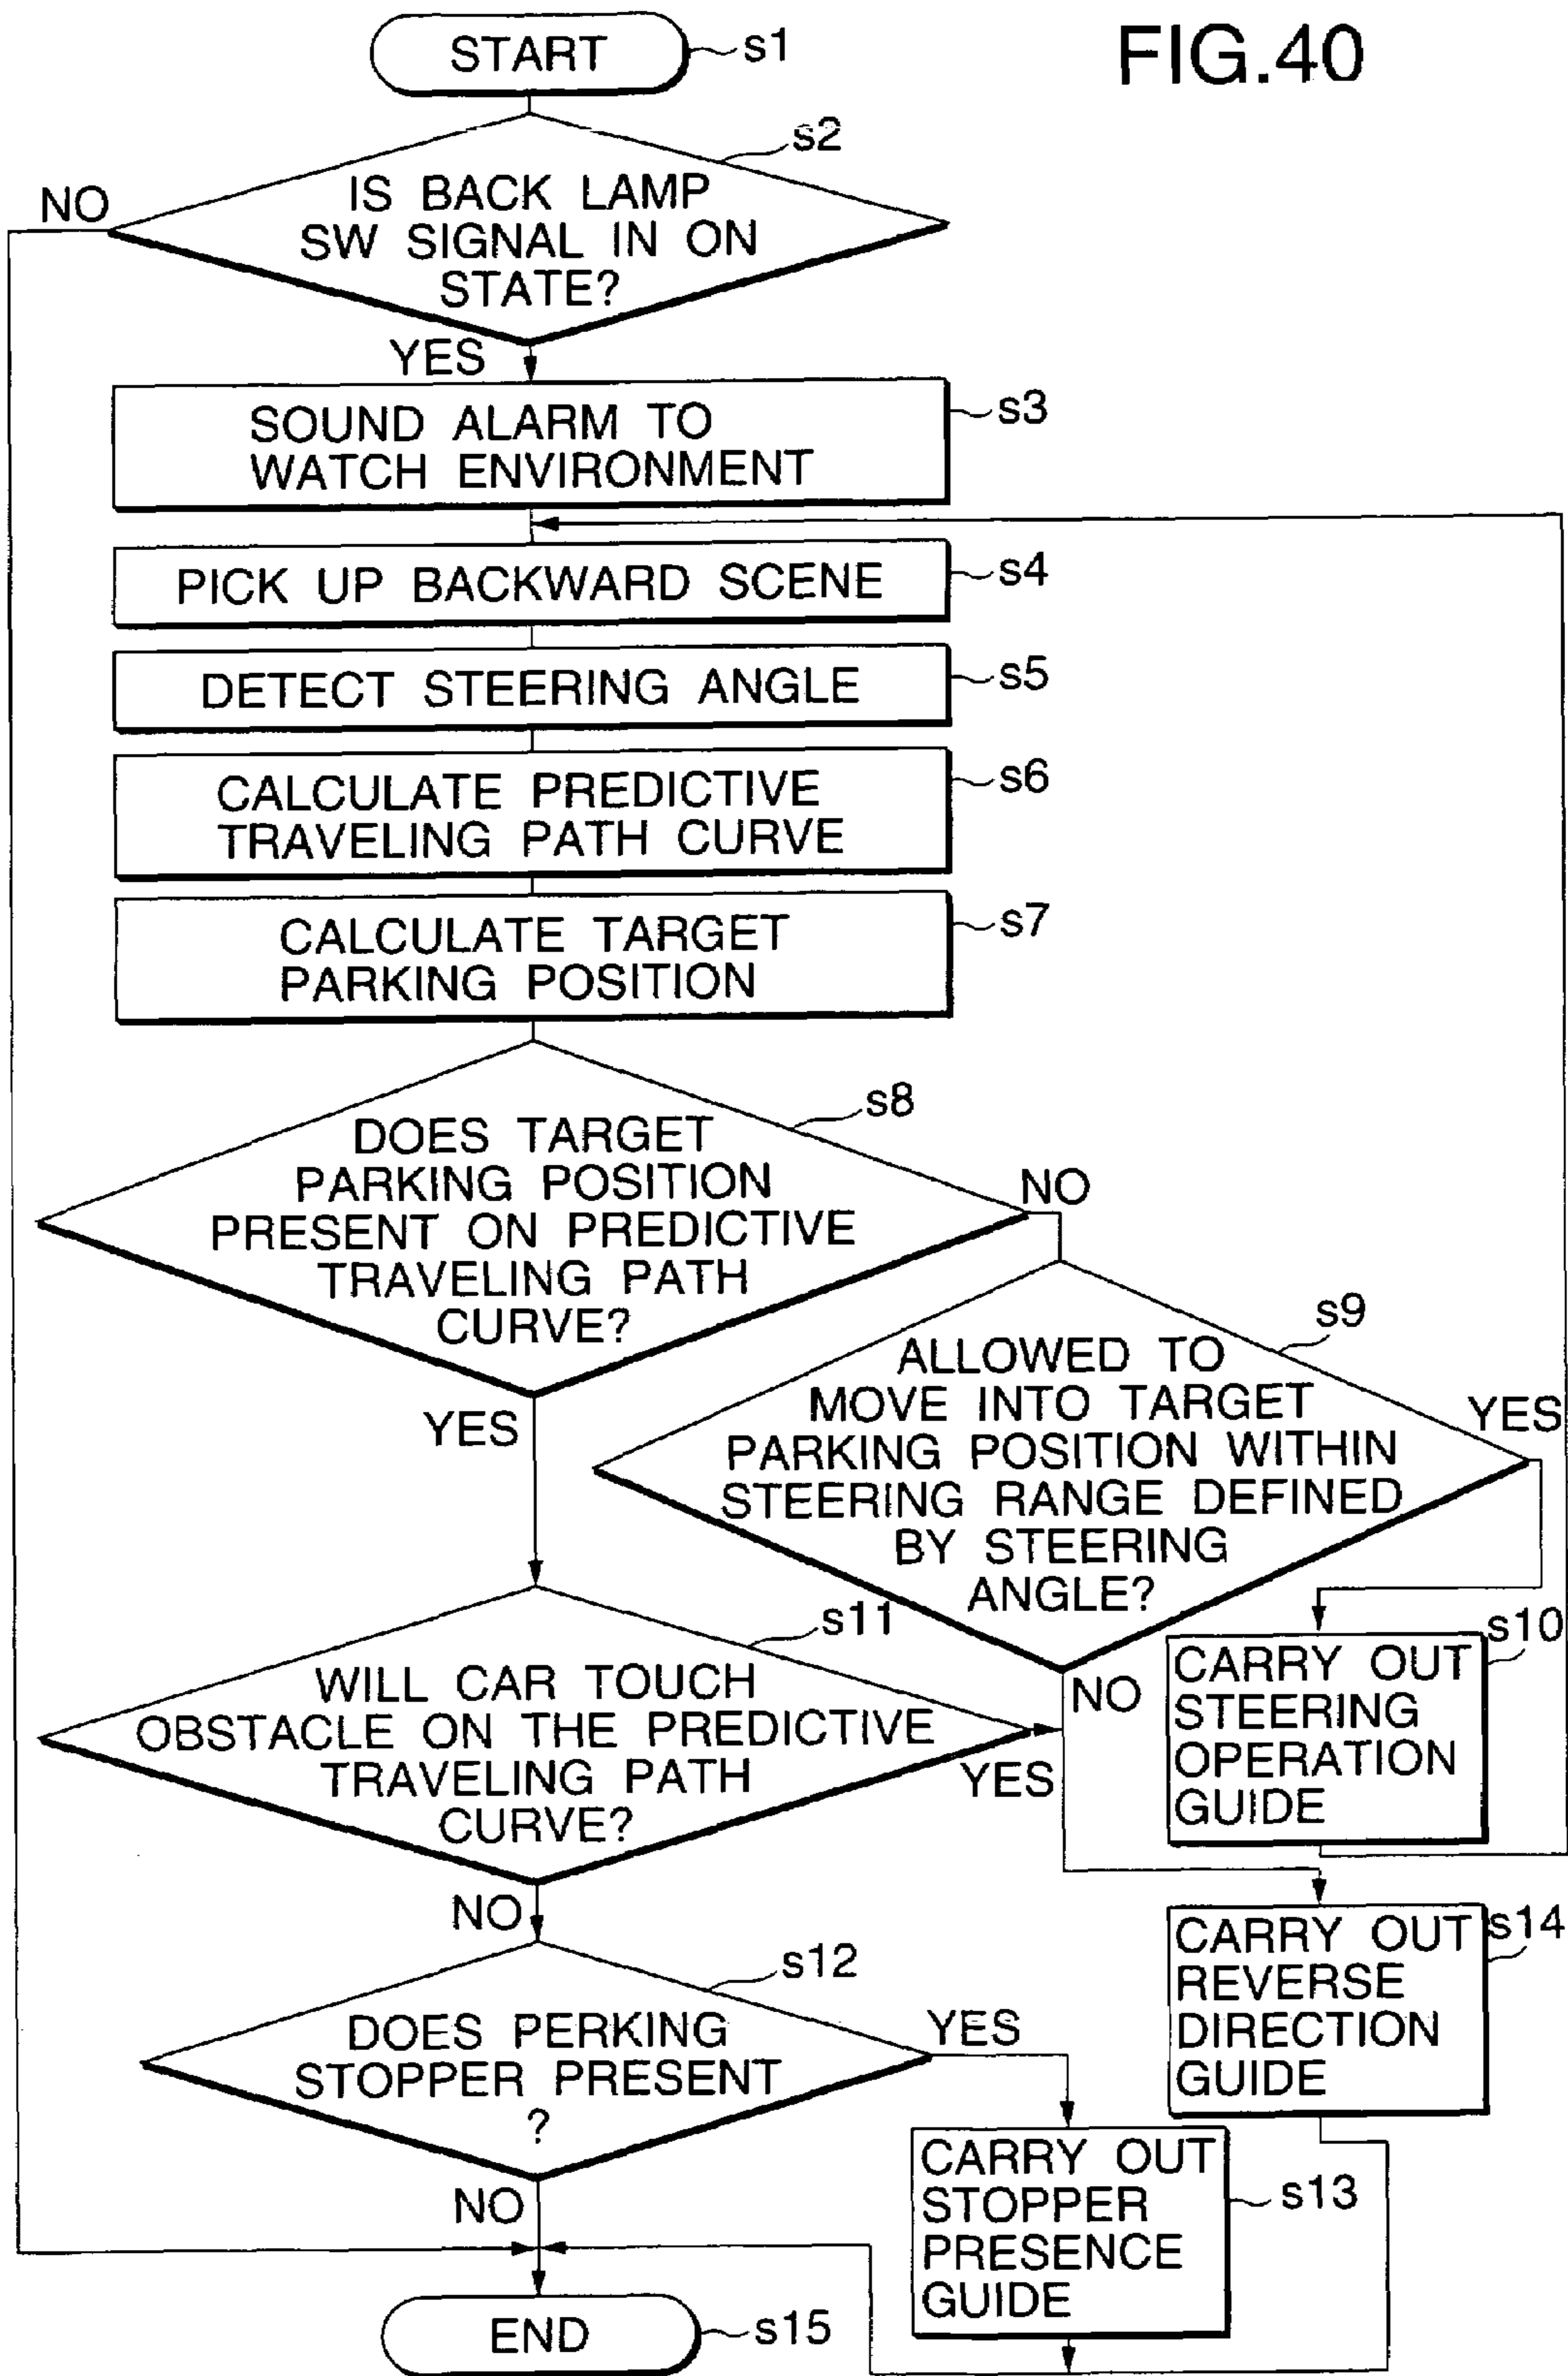 FIG.40
START
s1
s2
IS BACK LAMP
SW SIGNAL IN ON
STATE?
NO
YES
SOUND ALARM TO
WATCH ENVIRONMENT
s3
PICK UP BACKWARD SCENE
s4
DETECT STEERING ANGLE
s5
CALCULATE PREDICTIVE
TRAVELING PATH CURVE
s6
CALCULATE TARGET
PARKING POSITION
s7
s8
DOES TARGET
PARKING POSITION
PRESENT ON PREDICTIVE
TRAVELING PATH
CURVE?
NO
YES
s9
ALLOWED TO
MOVE INTO TARGET
PARKING POSITION WITHIN
STEERING RANGE DEFINED
BY STEERING
ANGLE?
YES
NO
s10
CARRY OUT
STEERING
OPERATION
GUIDE
s11
WILL CAR TOUCH
OBSTACLE ON THE PREDICTIVE
TRAVELING PATH
CURVE?
YES
NO
s14
CARRY OUT
REVERSE
DIRECTION
GUIDE
s12
DOES PERKING
STOPPER PRESENT
?
YES
NO
CARRY OUT
STOPPER
PRESENCE
GUIDE
s13
END
s15